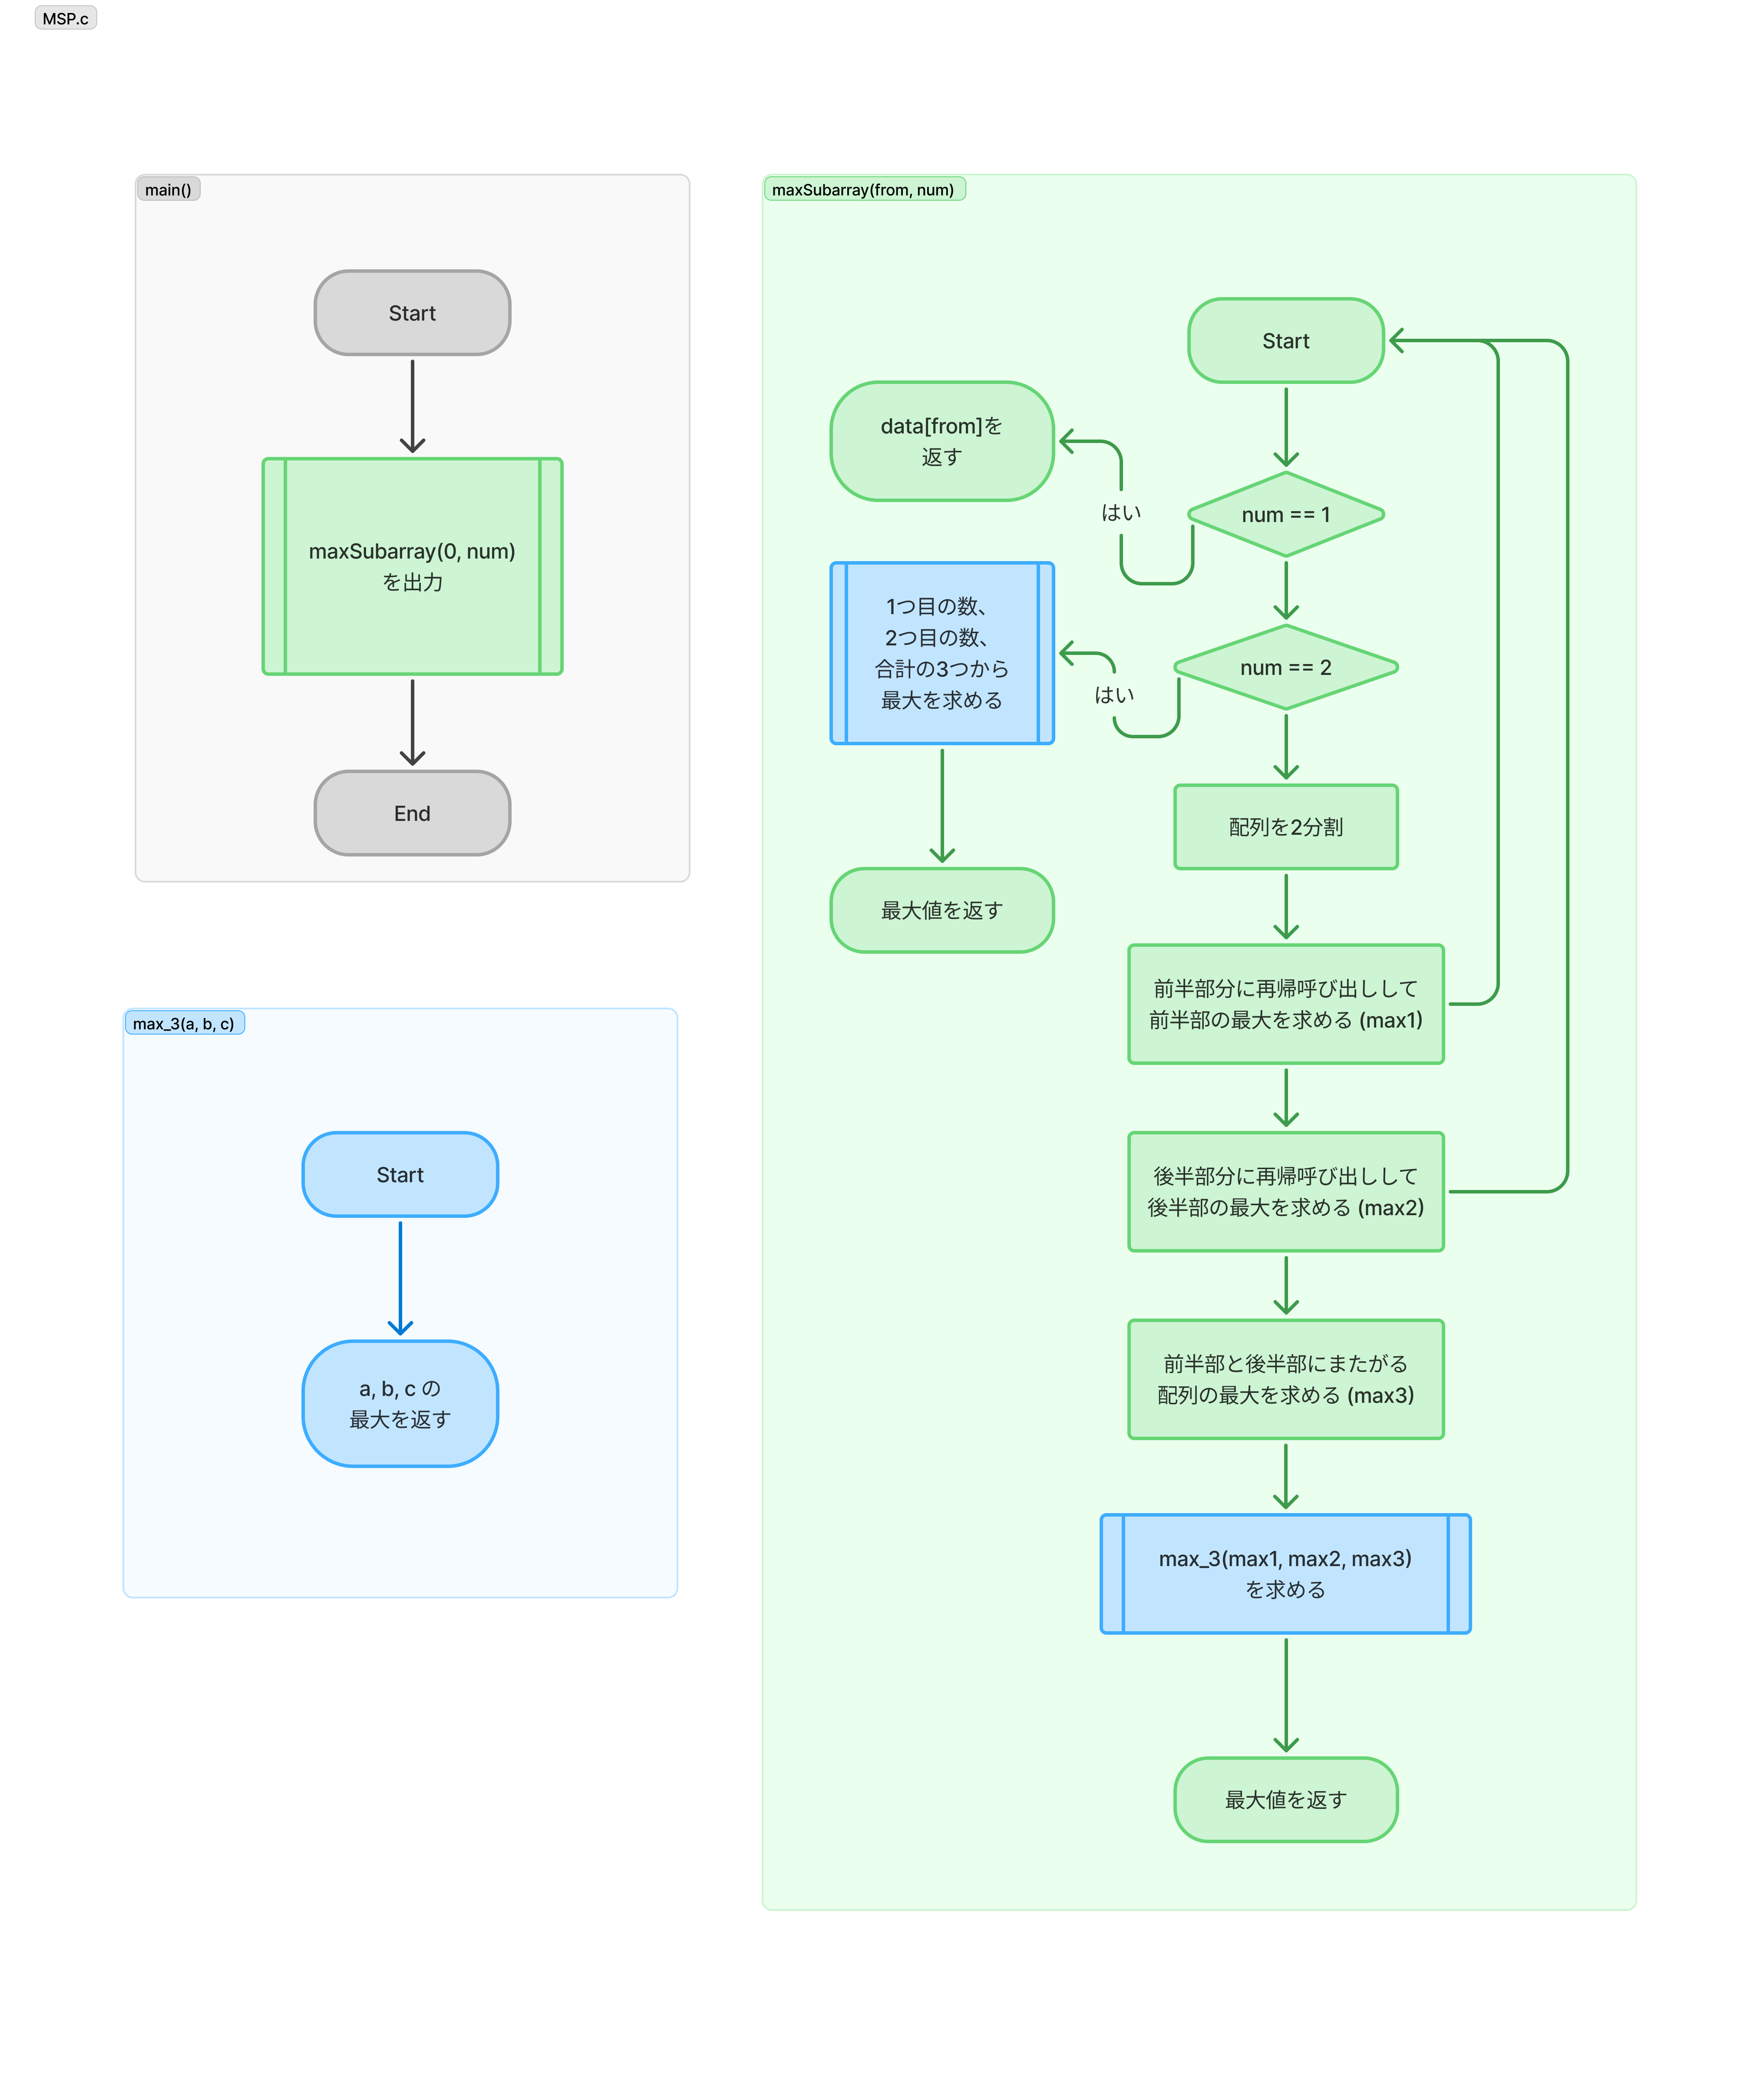 MSP.c
main()
Start
maxSubarray(0, num)
を出力
End
max_3(a, b, c)
Start
a, b, c の
最大を返す
maxSubarray(from, num)
Start
data[from]を
返す
はい
num == 1
1つ目の数、
2つ目の数、
合計の3つから
最大を求める
はい
num == 2
最大値を返す
配列を2分割
前半部分に再帰呼び出しして
前半部の最大を求める (max1)
後半部分に再帰呼び出しして
後半部の最大を求める (max2)
前半部と後半部にまたがる
配列の最大を求める (max3)
max_3(max1, max2, max3)
を求める
最大値を返す